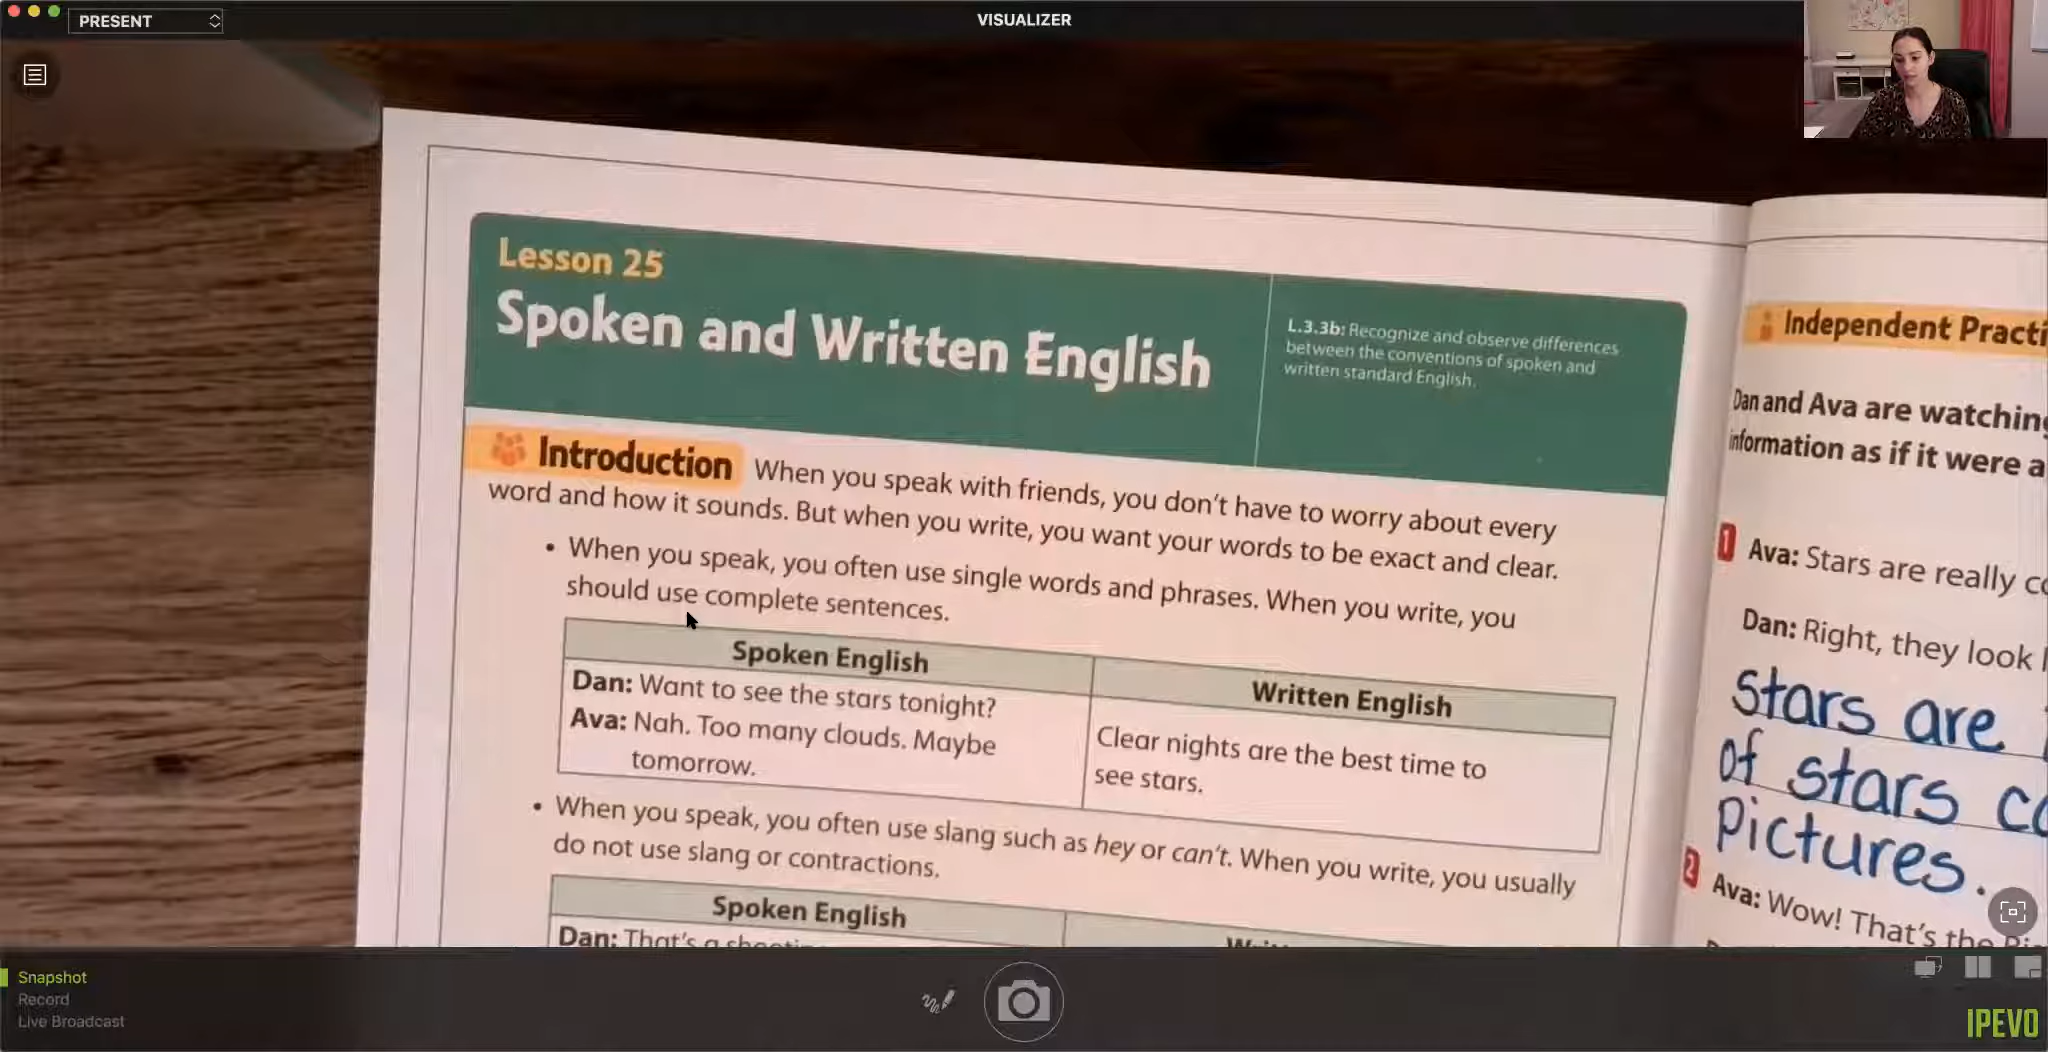 PRESENT
VISUALIZER
Lesson 25
Spoken and Written English
L.3.3b: Recognize and observe differences
between the conventions of spoken and
written standard English.
Introduction When you speak with friends, you don't have to worry about every
word and how it sounds. But when you write, you want your words to be exact and clear.
• When you speak, you often use single words and phrases. When you write, you
should use complete sentences.
Spoken English
Written English
Dan: Want to see the stars tonight?
Ava: Nah. Too many clouds. Maybe
tomorrow.
Clear nights are the best time to
see stars.
• When you speak, you often use slang such as hey or can't. When you write, you usually
do not use slang or contractions.
Spoken English
Dan: That's a
Independent
Dan and Ava are watching
information as if it were a
1 Ava: Stars are really
Dan: Right, they look
Stars are
of stars
Pictures.
2 Ava: Wow! That's the
Snapshot
Record
Live Broadcast
IPEVO